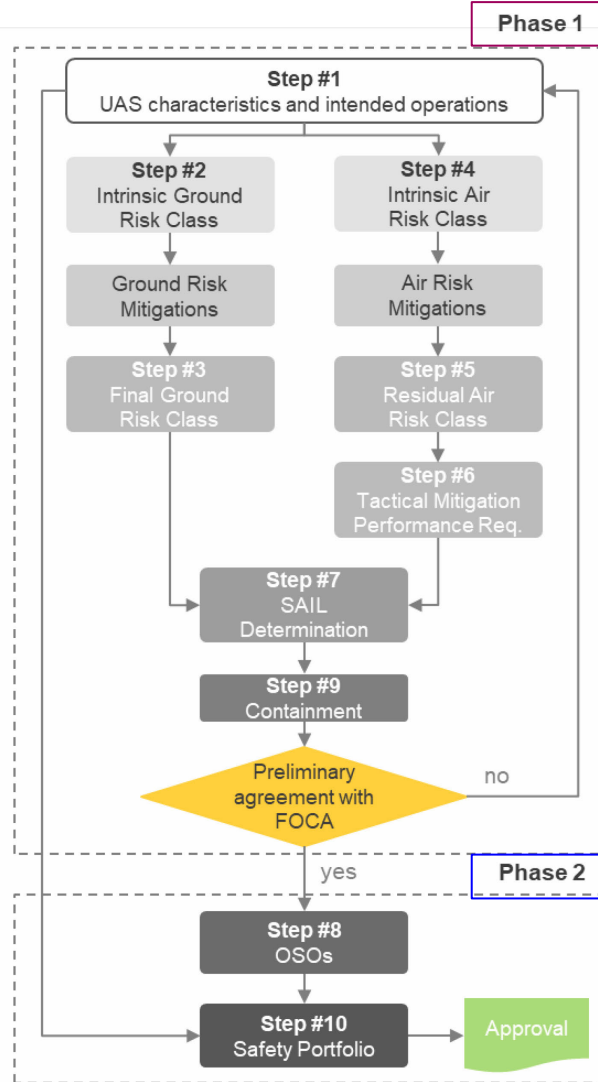 Phase 1
Step #1
UAS characteristics and intended operations
Step #2
Intrinsic Ground
Risk Class
Step #4
Intrinsic Air
Risk Class
Ground Risk
Mitigations
Air Risk
Mitigations
Step #3
Final Ground
Risk Class
Step #5
Residual Air
Risk Class
Step #6
Tactical Mitigation
Performance Req.
Step #7
SAIL
Determination
Step #9
Containment
Preliminary
agreement with
FOCA
no
yes
Phase 2
Step #8
OSOs
Step #10
Safety Portfolio
Approval